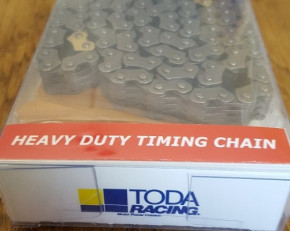 HEAVY DUTY TIMING CHAIN
TODA
RACING.